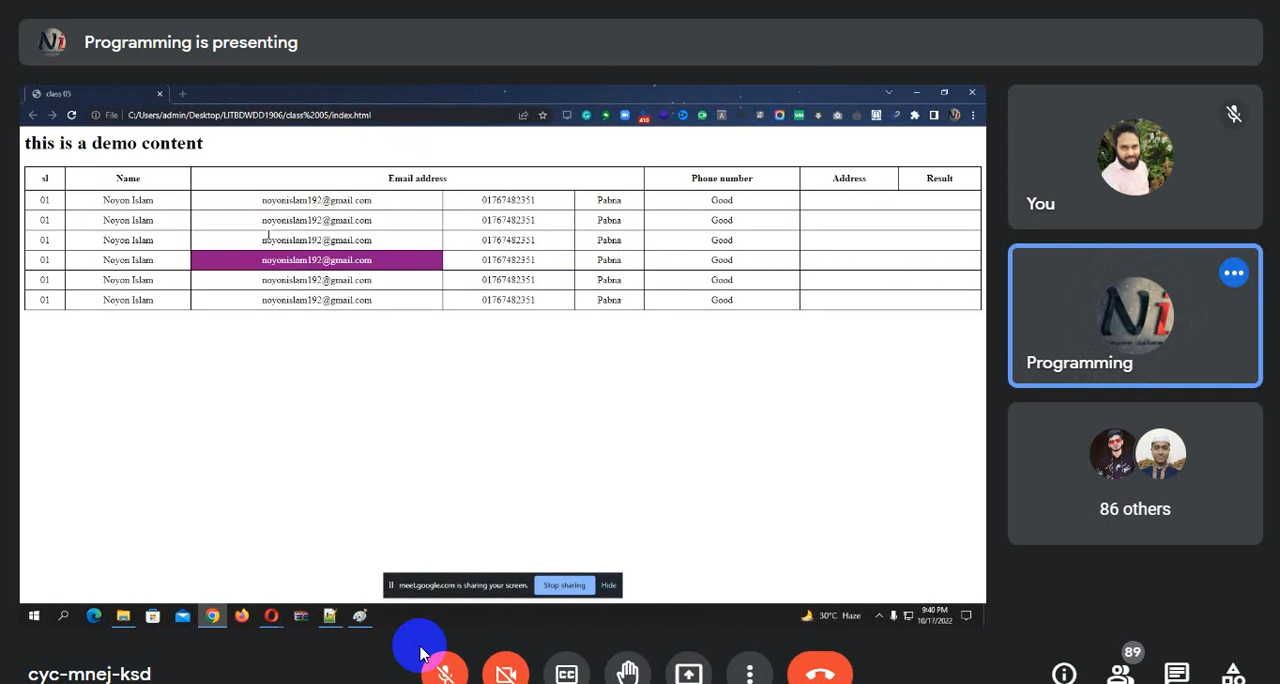 Ni Programming is presenting
class 05
File C:/Users/admin/Desktop/LITBDWDD1906/class%2005/index.html
410
this is a demo content
sl Name Email address Phone number Address Result
01 Noyon Islam noyonislam192@gmail.com 01767482351 Pabna Good
01 Noyon Islam noyonislam192@gmail.com 01767482351 Pabna Good
01 Noyon Islam noyonislam192@gmail.com 01767482351 Pabna Good
01 Noyon Islam noyonislam192@gmail.com 01767482351 Pabna Good
01 Noyon Islam noyonislam192@gmail.com 01767482351 Pabna Good
01 Noyon Islam noyonislam192@gmail.com 01767482351 Pabna Good
meet.google.com is sharing your screen. Stop sharing Hide
30°C Haze
9:40 PM
10/17/2022
You
Ni
Programming
86 others
cyc-mnej-ksd
CC
89